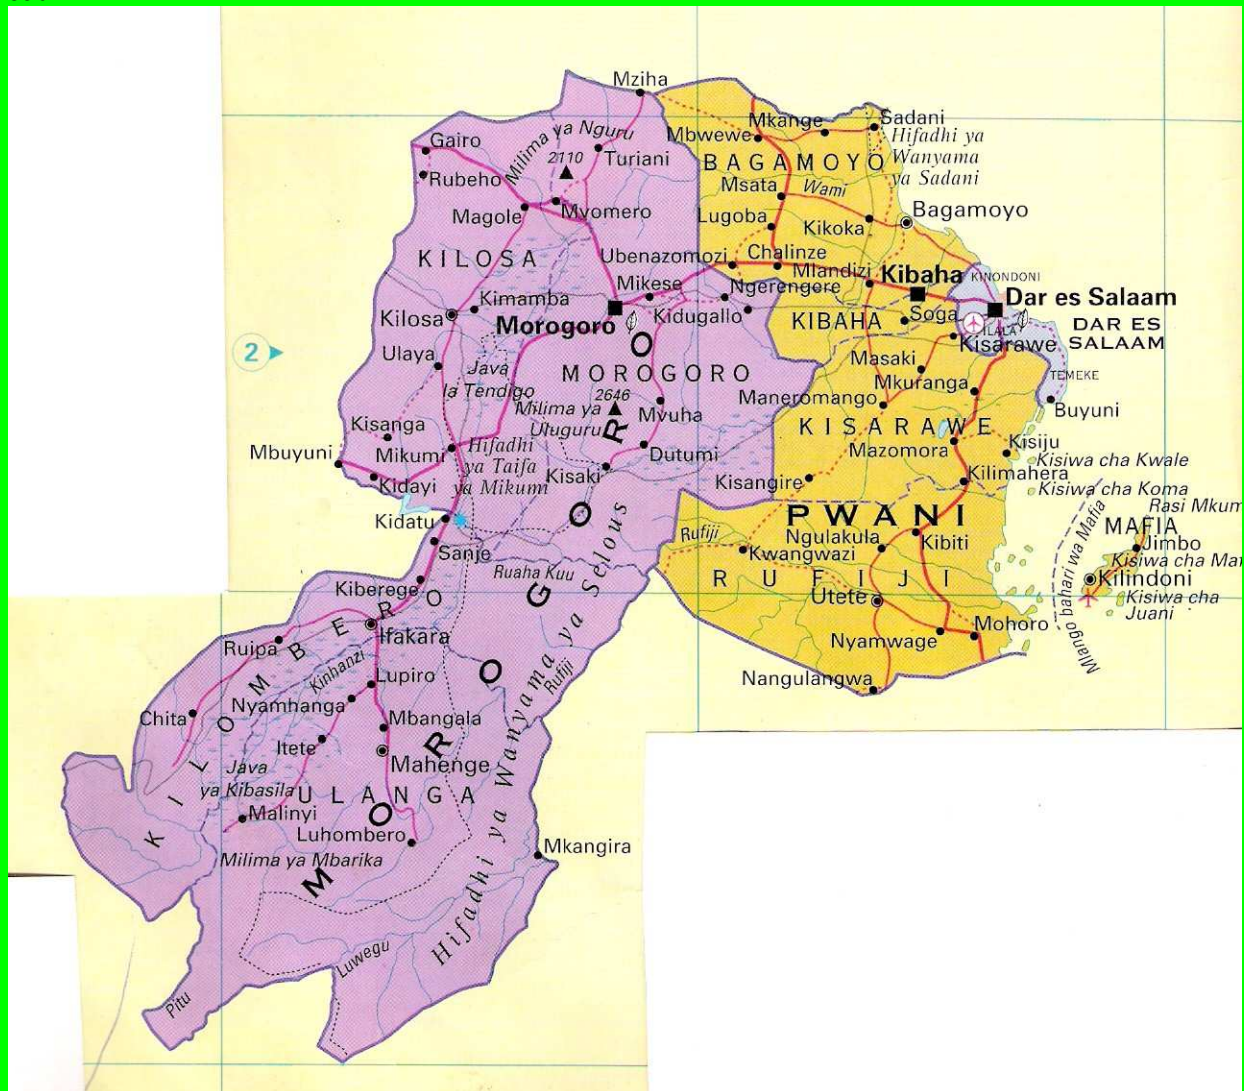 Mziha
Mbwewe
Mkange
Sadani
Hifadhi ya
Wanyama
ya Sadani
Gairo
Milima ya Nguru
2110
Turiani
Rubeho
BAGAMOYO
Msata
Wami
Magole
Mvomero
Lugoba
Kikoka
Bagamoyo
KILOSA
Ubenazomozi
Chalinze
Mlandizi
Kibaha
KINONDONI
Kimamba
Mikese
Ngerengere
Dar es Salaam
Kilosa
Morogoro
Kidugallo
KIBAHA
Soga
ILALA
DAR ES
SALAAM
2
Ulaya
Kisarawe
Java
la Tendigo
MOROGORO
Masaki
Mkuranga
TEMEKE
2646
Milima ya
Uluguru
Mvuha
Maneromango
Buyuni
Kisanga
KISARAWE
Mbuyuni
Mikumi
Hifadhi
ya Taifa
ya Mikumi
Dutumi
Mazomora
Kisiju
Kisiwa cha Kwale
Kidayi
Kisaki
Kisangire
Kilimahera
Kisiwa cha Koma
Rasi Mkum
Kidatu
PWANI
MAFIA
Sanje
Rufiji
Kwangwazi
Ngulakula
Kibiti
Jimbo
Kisiwa cha Maf
Ruaha Kuu
RUFIJI
Kilindoni
Kisiwa cha
Juani
Kiberege
Utete
Mlango bahari wa Mafia
Ifakara
Nyamwage
Mohoro
Ruipa
KILOMBERO
Kinhanzi
Lupiro
Rufiji
Nangulangwa
Nyamhanga
Chita
Mbangala
Itete
Mahenge
Java
ya Kibasila
ULANGA
Malinyi
Luhombero
Milima ya Mbarika
Mkangira
MOROGORO
Hifadhi ya Wanyama ya Selous
Luwegu
Pitu